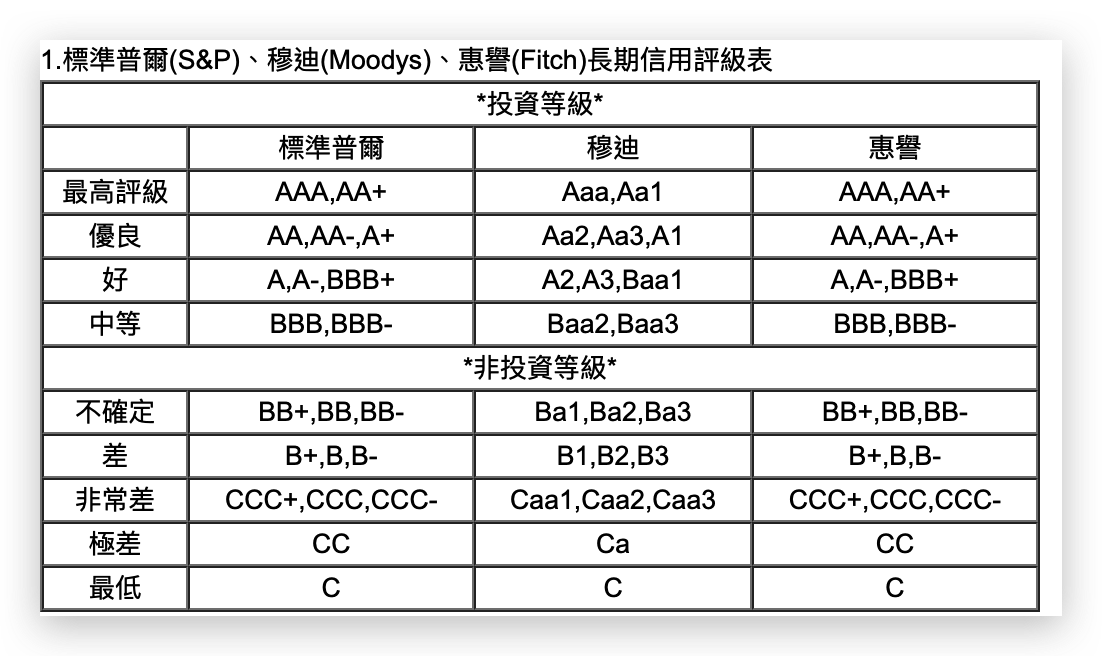 1.標準普爾(S&P)、穆迪(Moodys)、惠譽(Fitch)長期信用評級表
*投資等級*
標準普爾 穆迪 惠譽
最高評級 AAA,AA+ Aaa,Aa1 AAA,AA+
優良 AA,AA-,A+ Aa2,Aa3,A1 AA,AA-,A+
好 A,A-,BBB+ A2,A3,Baa1 A,A-,BBB+
中等 BBB,BBB- Baa2,Baa3 BBB,BBB-
*非投資等級*
不確定 BB+,BB,BB- Ba1,Ba2,Ba3 BB+,BB,BB-
差 B+,B,B- B1,B2,B3 B+,B,B-
非常差 CCC+,CCC,CCC- Caa1,Caa2,Caa3 CCC+,CCC,CCC-
極差 CC Ca CC
最低 C C C